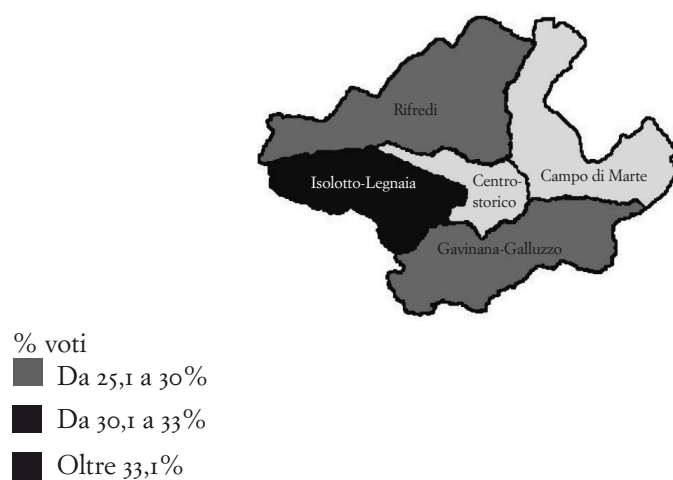 Rifredi
Isolotto-Legnaia
Centro-
storico
Campo di Marte
Gavinana-Galluzzo
% voti
Da 25,1 a 30%
Da 30,1 a 33%
Oltre 33,1%